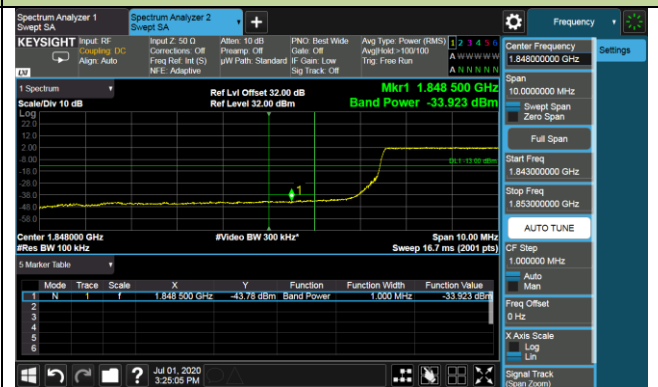 Spectrum Analyzer 1
Swept SA
Spectrum Analyzer 2
Swept SA
+
Frequency
KEYSIGHT
Input: RF
Coupling: DC
Align: Auto
Input Z: 50 Ω
Corrections: Off
Freq Ref: Int (S)
NFE: Adaptive
Atten: 10 dB
Preamp: Off
µW Path: Standard
PNO: Best Wide
Gate: Off
IF Gain: Low
Sig Track: Off
Avg Type: Power (RMS)
Avg|Hold:>100/100
Trig: Free Run
1 2 3 4 5 6
A W W W W W
A N N N N N
LXI
1 Spectrum
Scale/Div 10 dB
Ref Lvl Offset 32.00 dB
Ref Level 32.00 dBm
Mkr1 1.848 500 GHz
Band Power -33.923 dBm
Log
22.0
12.0
2.00
-8.00
-18.0
-28.0
-38.0
-48.0
-58.0
DL1 -13.00 dBm
1
Center 1.848000 GHz
#Res BW 100 kHz
#Video BW 300 kHz*
Span 10.00 MHz
Sweep 16.7 ms (2001 pts)
5 Marker Table
Mode Trace Scale X Y Function Function Width Function Value
1 N 1 f 1.848 500 GHz -43.78 dBm Band Power 1.000 MHz -33.923 dBm
2
3
4
5
6
Jul 01, 2020
3:25:05 PM
?
Center Frequency
1.848000000 GHz
Settings
Span
10.0000000 MHz
Swept Span
Zero Span
Full Span
Start Freq
1.843000000 GHz
Stop Freq
1.853000000 GHz
AUTO TUNE
CF Step
1.000000 MHz
Auto
Man
Freq Offset
0 Hz
X Axis Scale
Log
Lin
Signal Track
(Span Zoom)